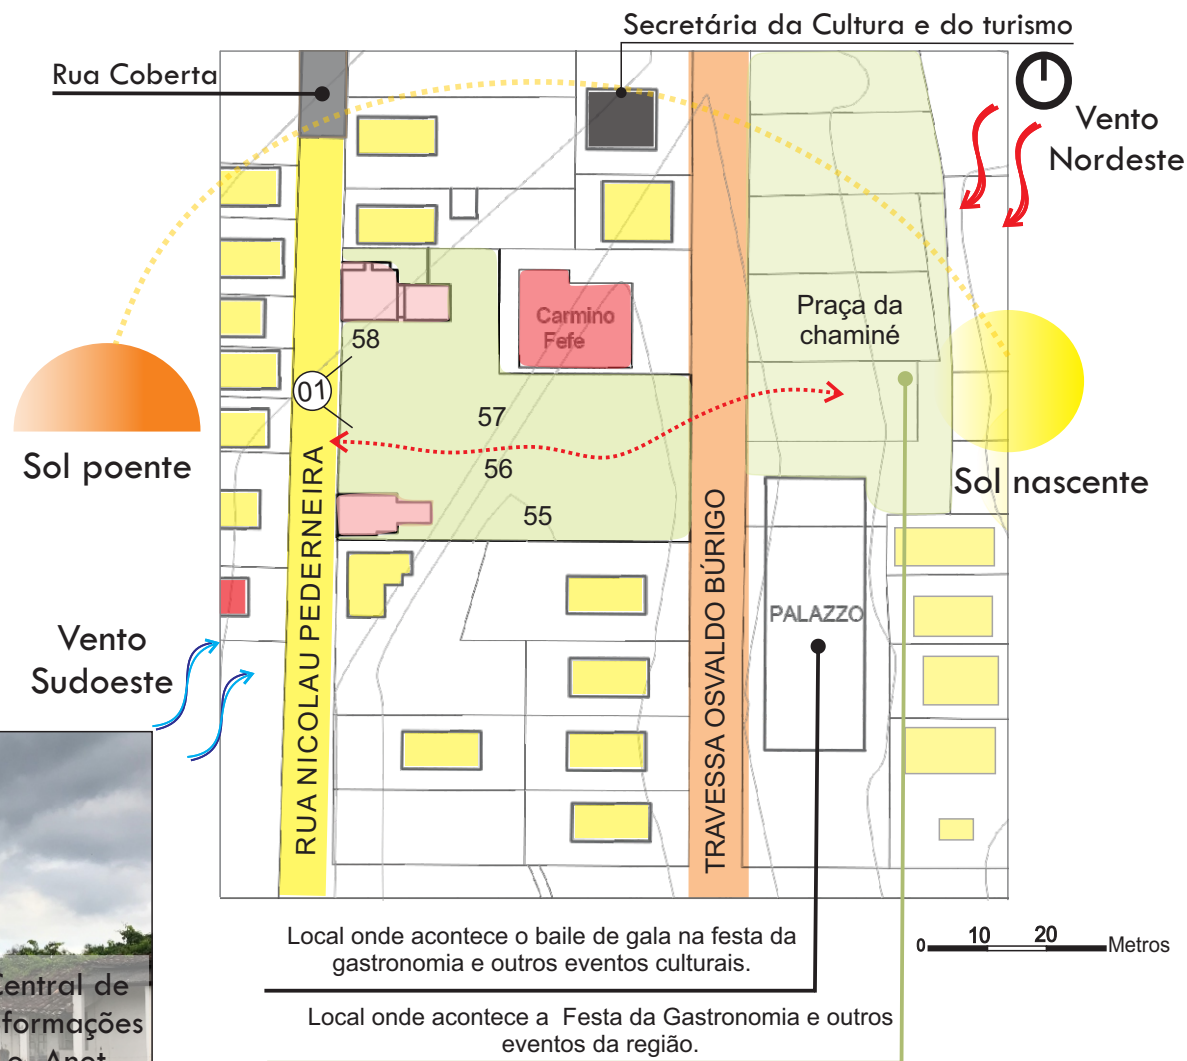 Secretária da Cultura e do turismo
Rua Coberta
Vento
Nordeste
Carmino
Fefe
Praça da
chaminé
58
01
57
Sol poente
56
Sol nascente
55
RUA NICOLAU PEDERNEIRA
TRAVESSA OSVALDO BÚRIGO
PALAZZO
Vento
Sudoeste
Local onde acontece o baile de gala na festa da
gastronomia e outros eventos culturais.
0 10 20 Metros
Central de
formações
Local onde acontece a Festa da Gastronomia e outros
eventos da região.